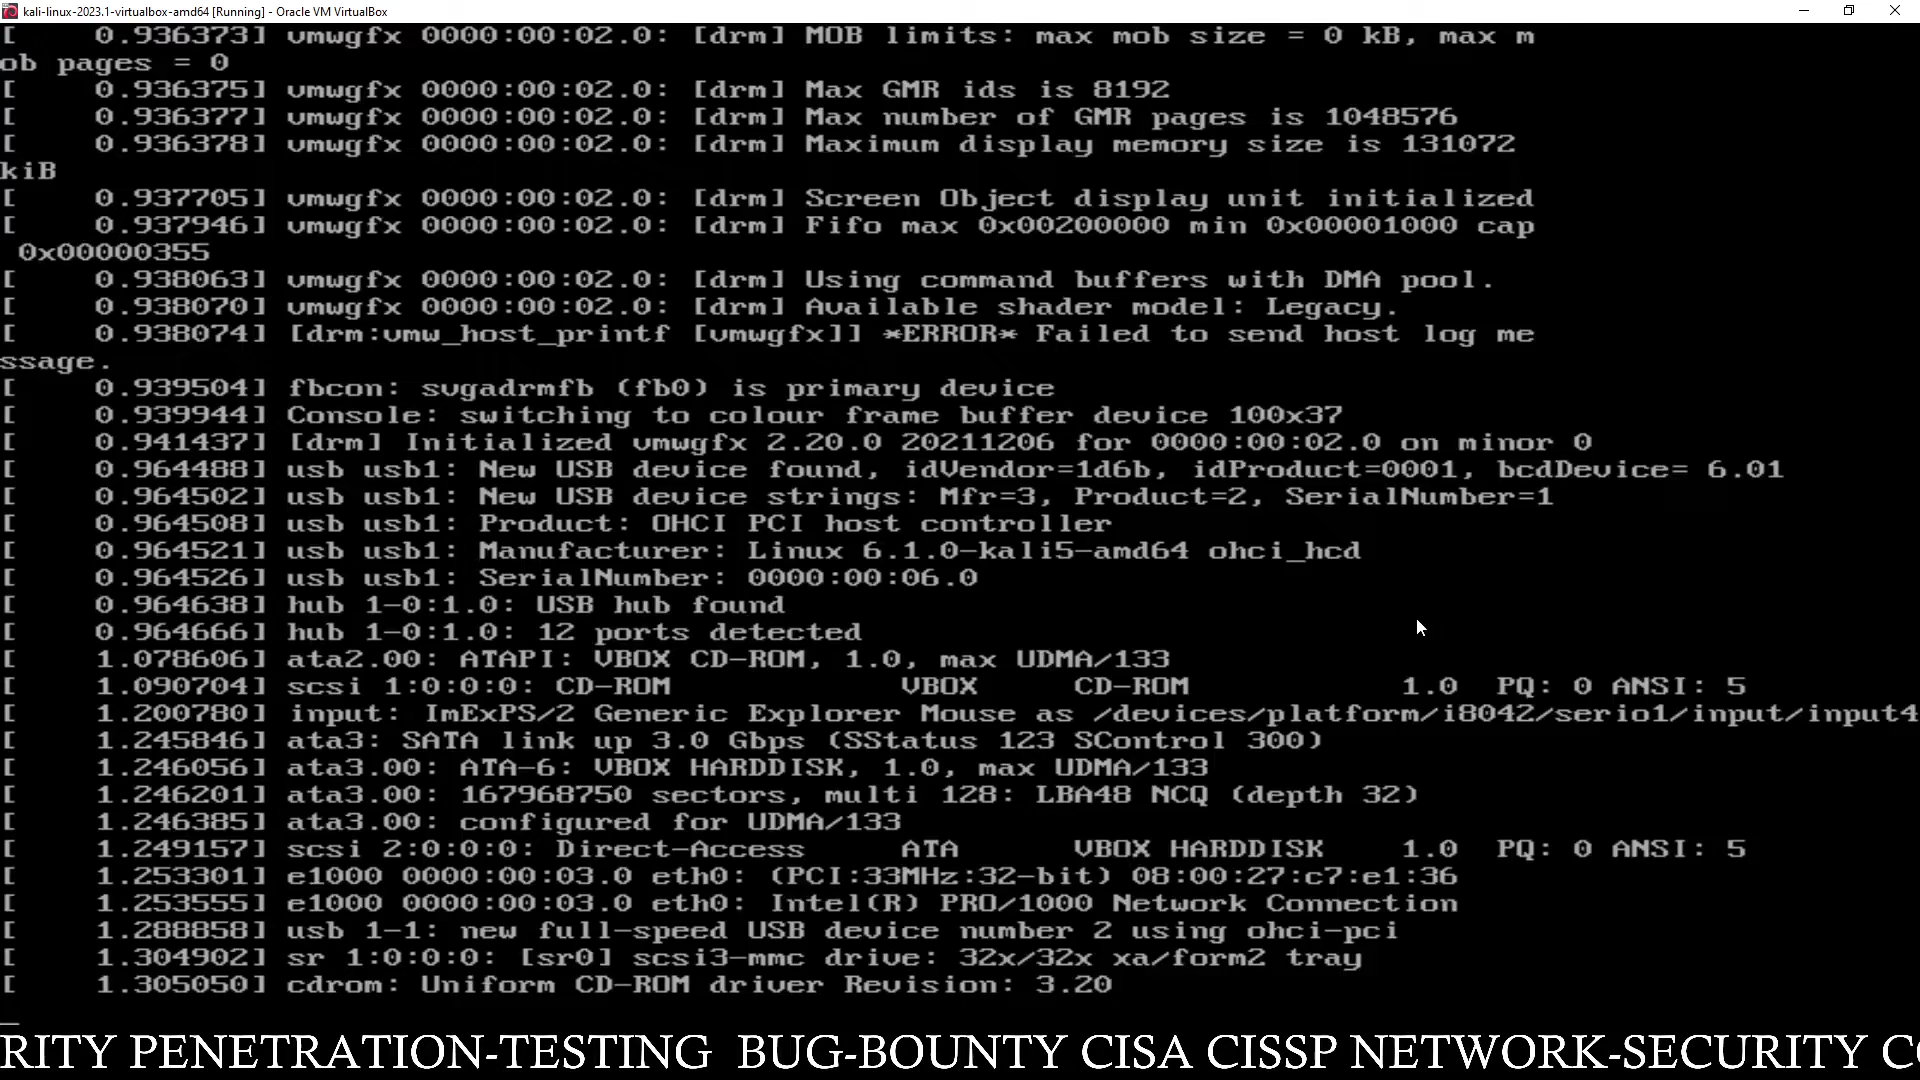 kali-linux-2023.1-virtualbox-amd64 [Running] - Oracle VM VirtualBox
[    0.936373] vmwgfx 0000:00:02.0: [drm] MOB limits: max mob size = 0 kB, max m
ob pages = 0
[    0.936375] vmwgfx 0000:00:02.0: [drm] Max GMR ids is 8192
[    0.936377] vmwgfx 0000:00:02.0: [drm] Max number of GMR pages is 1048576
[    0.936378] vmwgfx 0000:00:02.0: [drm] Maximum display memory size is 131072
kiB
[    0.937705] vmwgfx 0000:00:02.0: [drm] Screen Object display unit initialized
[    0.937946] vmwgfx 0000:00:02.0: [drm] Fifo max 0x00200000 min 0x00001000 cap
 0x00000355
[    0.938063] vmwgfx 0000:00:02.0: [drm] Using command buffers with DMA pool.
[    0.938070] vmwgfx 0000:00:02.0: [drm] Available shader model: Legacy.
[    0.938074] [drm:vmw_host_printf [vmwgfx]] *ERROR* Failed to send host log me
ssage.
[    0.939504] fbcon: svgadrmfb (fb0) is primary device
[    0.939944] Console: switching to colour frame buffer device 100x37
[    0.941437] [drm] Initialized vmwgfx 2.20.0 20211206 for 0000:00:02.0 on minor 0
[    0.964488] usb usb1: New USB device found, idVendor=1d6b, idProduct=0001, bcdDevice= 6.01
[    0.964502] usb usb1: New USB device strings: Mfr=3, Product=2, SerialNumber=1
[    0.964508] usb usb1: Product: OHCI PCI host controller
[    0.964521] usb usb1: Manufacturer: Linux 6.1.0-kali5-amd64 ohci_hcd
[    0.964526] usb usb1: SerialNumber: 0000:00:06.0
[    0.964638] hub 1-0:1.0: USB hub found
[    0.964666] hub 1-0:1.0: 12 ports detected
[    1.078606] ata2.00: ATAPI: VBOX CD-ROM, 1.0, max UDMA/133
[    1.090704] scsi 1:0:0:0: CD-ROM            VBOX     CD-ROM           1.0  PQ: 0 ANSI: 5
[    1.200780] input: ImExPS/2 Generic Explorer Mouse as /devices/platform/i8042/serio1/input/input4
[    1.245846] ata3: SATA link up 3.0 Gbps (SStatus 123 SControl 300)
[    1.246056] ata3.00: ATA-6: VBOX HARDDISK, 1.0, max UDMA/133
[    1.246201] ata3.00: 167968750 sectors, multi 128: LBA48 NCQ (depth 32)
[    1.246385] ata3.00: configured for UDMA/133
[    1.249157] scsi 2:0:0:0: Direct-Access     ATA      VBOX HARDDISK    1.0  PQ: 0 ANSI: 5
[    1.253301] e1000 0000:00:03.0 eth0: (PCI:33MHz:32-bit) 08:00:27:c7:e1:36
[    1.253555] e1000 0000:00:03.0 eth0: Intel(R) PRO/1000 Network Connection
[    1.288858] usb 1-1: new full-speed USB device number 2 using ohci-pci
[    1.304902] sr 1:0:0:0: [sr0] scsi3-mmc drive: 32x/32x xa/form2 tray
[    1.305050] cdrom: Uniform CD-ROM driver Revision: 3.20
RITY PENETRATION-TESTING BUG-BOUNTY CISA CISSP NETWORK-SECURITY